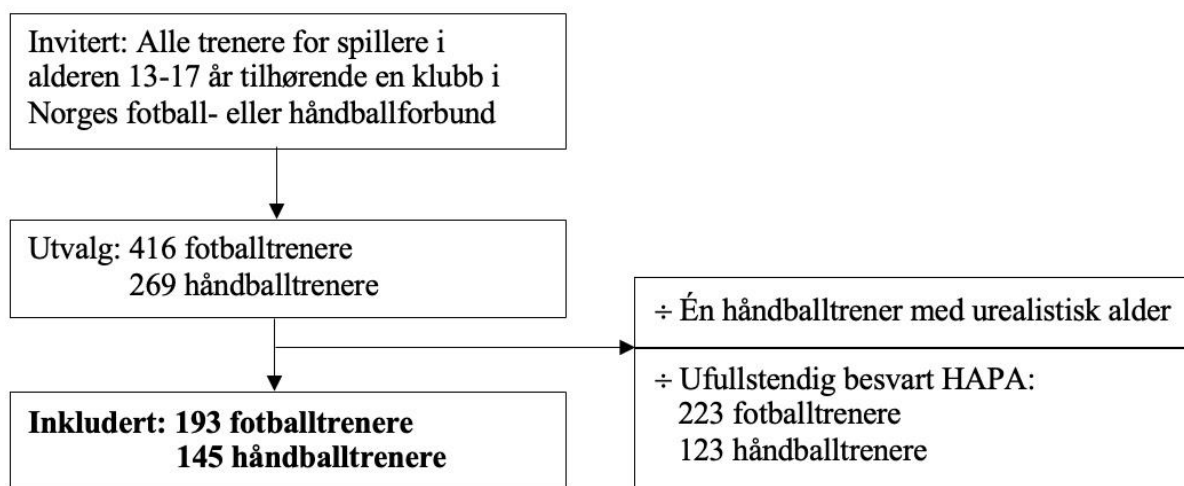 Invitert: Alle trenere for spillere i
alderen 13-17 år tilhørende en klubb i
Norges fotball- eller håndballforbund
Utvalg: 416 fotballtrenere
269 håndballtrenere
÷ Én håndballtrener med urealistisk alder
÷ Ufullstendig besvart HAPA:
223 fotballtrenere
123 håndballtrenere
Inkludert: 193 fotballtrenere
145 håndballtrenere